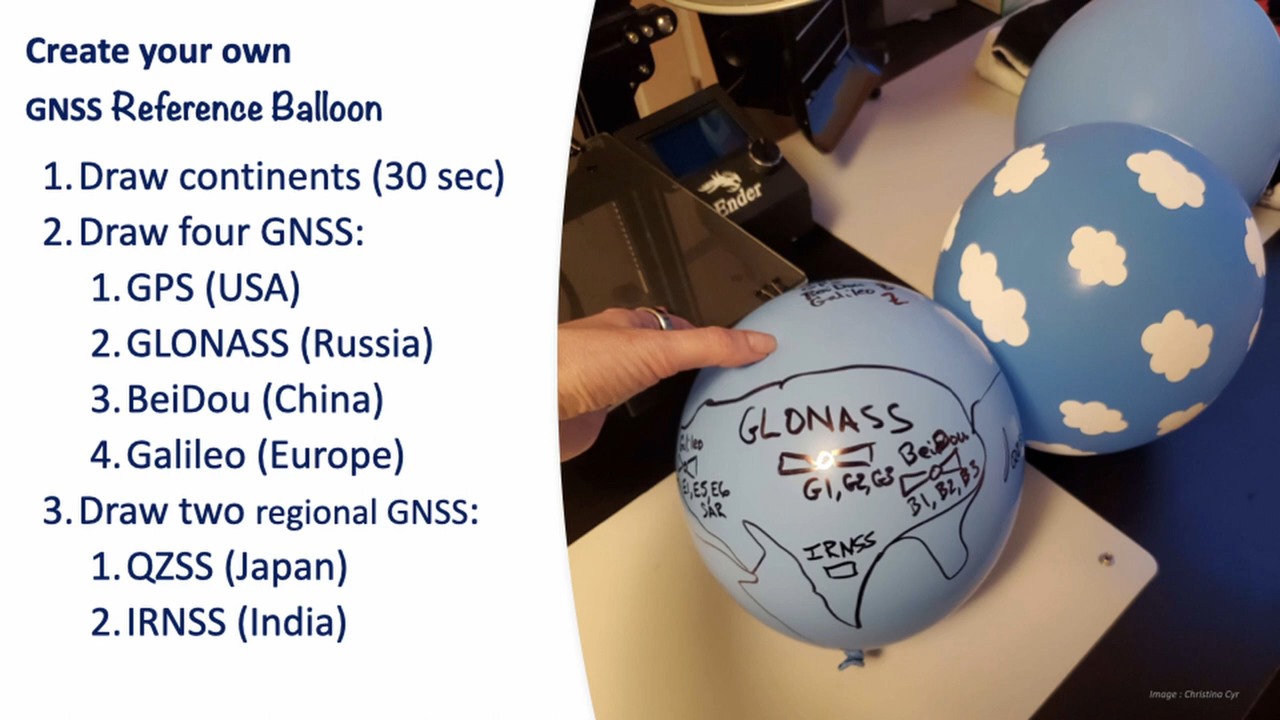 Create your own
GNSS Reference Balloon
1. Draw continents (30 sec)
2. Draw four GNSS:
1. GPS (USA)
2. GLONASS (Russia)
3. BeiDou (China)
4. Galileo (Europe)
3. Draw two regional GNSS:
1. QZSS (Japan)
2. IRNSS (India)
Ender
BeiDou
Galileo
GLONASS
G1, G2, G3
BeiDou
B1, B2, B3
E1, E5, E6
SAR
IRNSS
Image : Christina Cyr